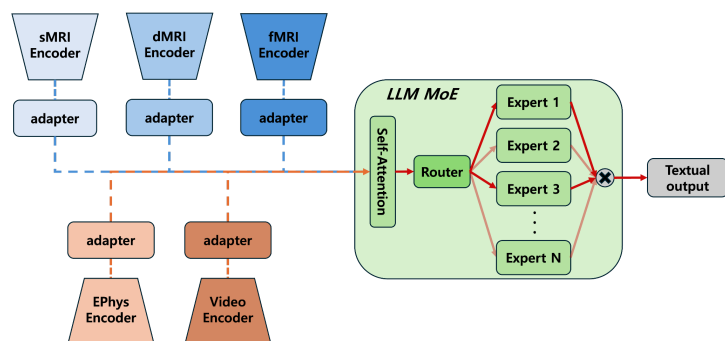 sMRI
Encoder
dMRI
Encoder
fMRI
Encoder
adapter
adapter
adapter
LLM MoE
Self-Attention
Router
Expert 1
Expert 2
Expert 3
Expert N
Textual
output
adapter
adapter
EPhys
Encoder
Video
Encoder